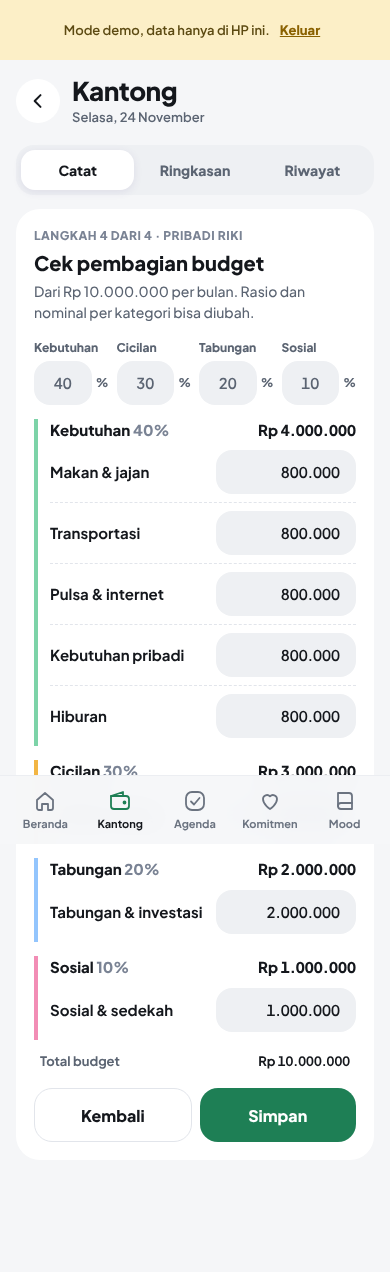 Mode demo, data hanya di HP ini. Keluar
Kantong
Selasa, 24 November
Catat Ringkasan Riwayat
LANGKAH 4 DARI 4 · PRIBADI RIKI
Cek pembagian budget
Dari Rp 10.000.000 per bulan. Rasio dan
nominal per kategori bisa diubah.
Kebutuhan Cicilan Tabungan Sosial
40 % 30 % 20 % 10 %
Kebutuhan 40% Rp 4.000.000
Makan & jajan 800.000
Transportasi 800.000
Pulsa & internet 800.000
Kebutuhan pribadi 800.000
Hiburan 800.000
Cicilan 30% Rp 3.000.000
Beranda Kantong Agenda Komitmen Mood
Tabungan 20% Rp 2.000.000
Tabungan & investasi 2.000.000
Sosial 10% Rp 1.000.000
Sosial & sedekah 1.000.000
Total budget Rp 10.000.000
Kembali Simpan